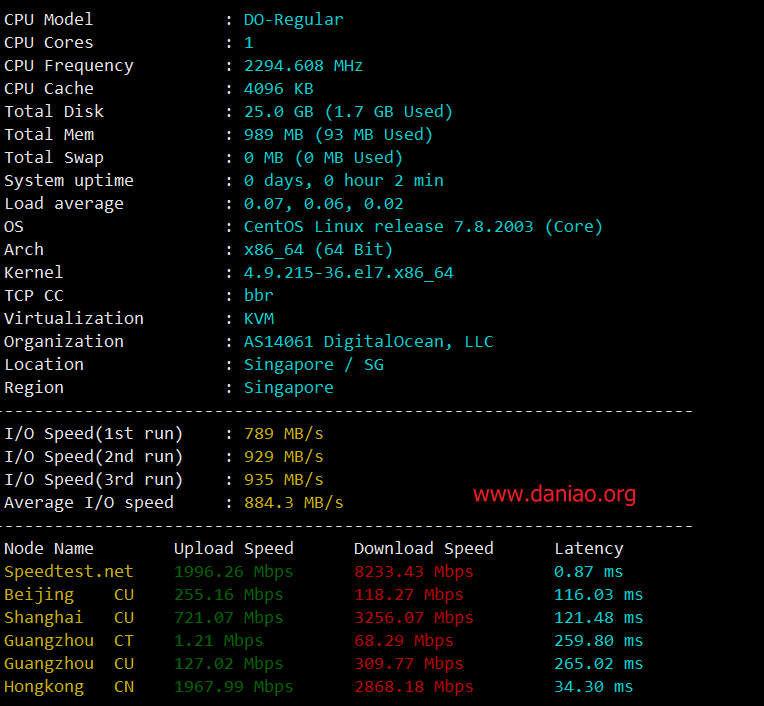 CPU Model : DO-Regular
CPU Cores : 1
CPU Frequency : 2294.608 MHz
CPU Cache : 4096 KB
Total Disk : 25.0 GB (1.7 GB Used)
Total Mem : 989 MB (93 MB Used)
Total Swap : 0 MB (0 MB Used)
System uptime : 0 days, 0 hour 2 min
Load average : 0.07, 0.06, 0.02
OS : CentOS Linux release 7.8.2003 (Core)
Arch : x86_64 (64 Bit)
Kernel : 4.9.215-36.el7.x86_64
TCP CC : bbr
Virtualization : KVM
Organization : AS14061 DigitalOcean, LLC
Location : Singapore / SG
Region : Singapore
----------------------------------------------------------------------
I/O Speed(1st run) : 789 MB/s
I/O Speed(2nd run) : 929 MB/s
I/O Speed(3rd run) : 935 MB/s
Average I/O speed : 884.3 MB/s
www.daniao.org
----------------------------------------------------------------------
Node Name Upload Speed Download Speed Latency
Speedtest.net 1996.26 Mbps 8233.43 Mbps 0.87 ms
Beijing CU 255.16 Mbps 118.27 Mbps 116.03 ms
Shanghai CU 721.07 Mbps 3256.07 Mbps 121.48 ms
Guangzhou CT 1.21 Mbps 68.29 Mbps 259.80 ms
Guangzhou CU 127.02 Mbps 309.77 Mbps 265.02 ms
Hongkong CN 1967.99 Mbps 2868.18 Mbps 34.30 ms